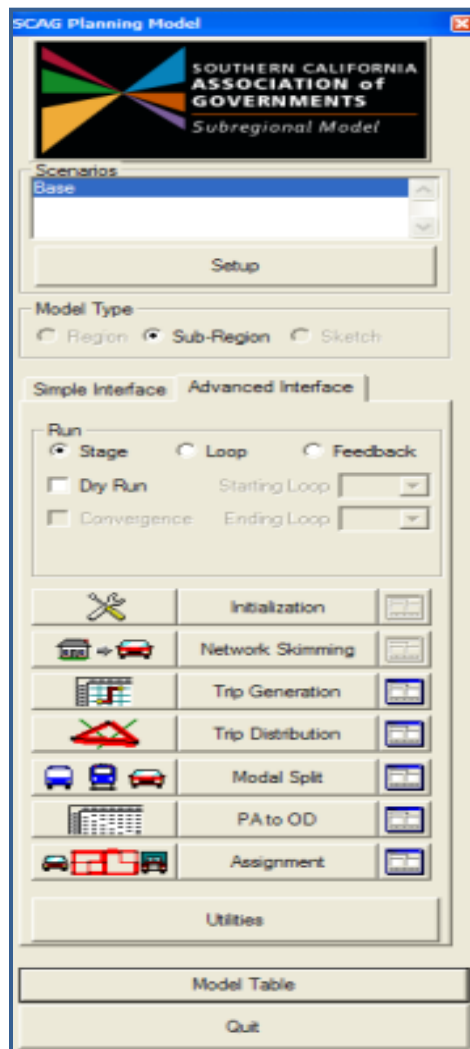 SCAG Planning Model
SOUTHERN CALIFORNIA
ASSOCIATION of
GOVERNMENTS
Subregional Model
Scenarios
Base
Setup
Model Type
Region Sub-Region Sketch
Simple Interface Advanced Interface
Run
Stage Loop Feedback
Dry Run Starting Loop
Convergence Ending Loop
Initialization
Network Skimming
Trip Generation
Trip Distribution
Modal Split
PA to OD
Assignment
Utilities
Model Table
Quit